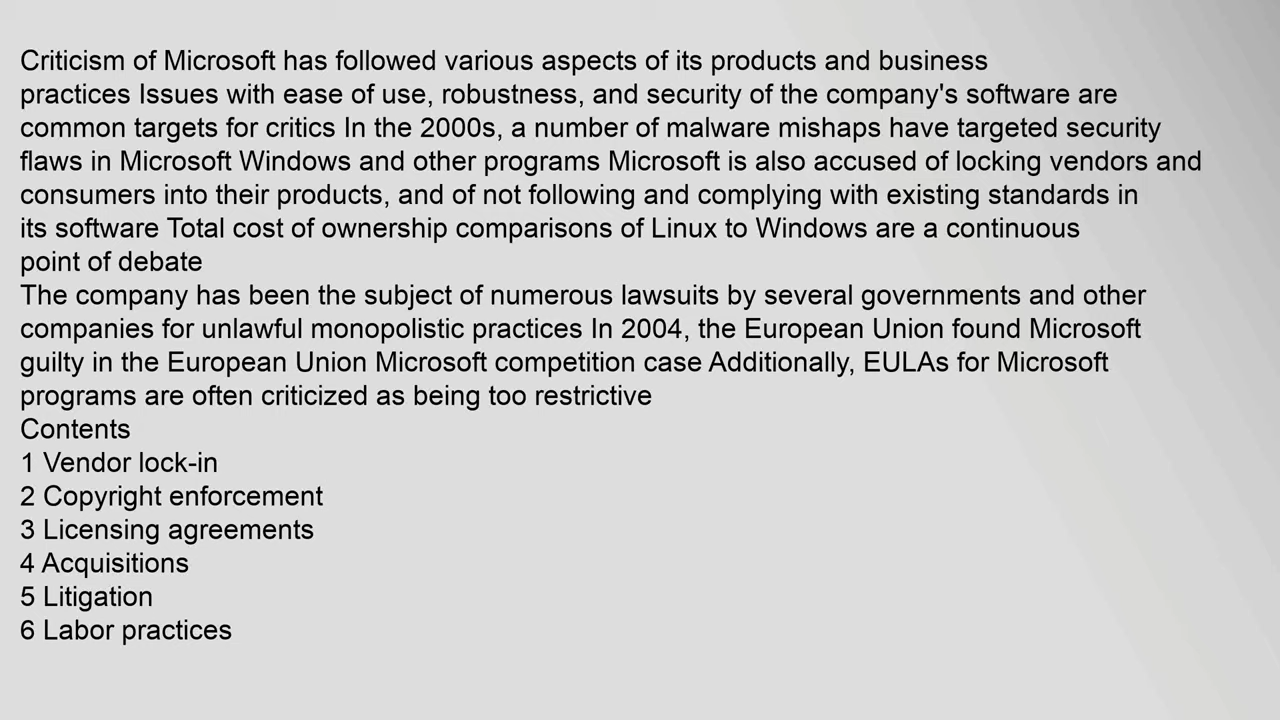 Criticism of Microsoft has followed various aspects of its products and business
practices Issues with ease of use, robustness, and security of the company's software are
common targets for critics In the 2000s, a number of malware mishaps have targeted security
flaws in Microsoft Windows and other programs Microsoft is also accused of locking vendors and
consumers into their products, and of not following and complying with existing standards in
its software Total cost of ownership comparisons of Linux to Windows are a continuous
point of debate
The company has been the subject of numerous lawsuits by several governments and other
companies for unlawful monopolistic practices In 2004, the European Union found Microsoft
guilty in the European Union Microsoft competition case Additionally, EULAs for Microsoft
programs are often criticized as being too restrictive
Contents
1 Vendor lock-in
2 Copyright enforcement
3 Licensing agreements
4 Acquisitions
5 Litigation
6 Labor practices